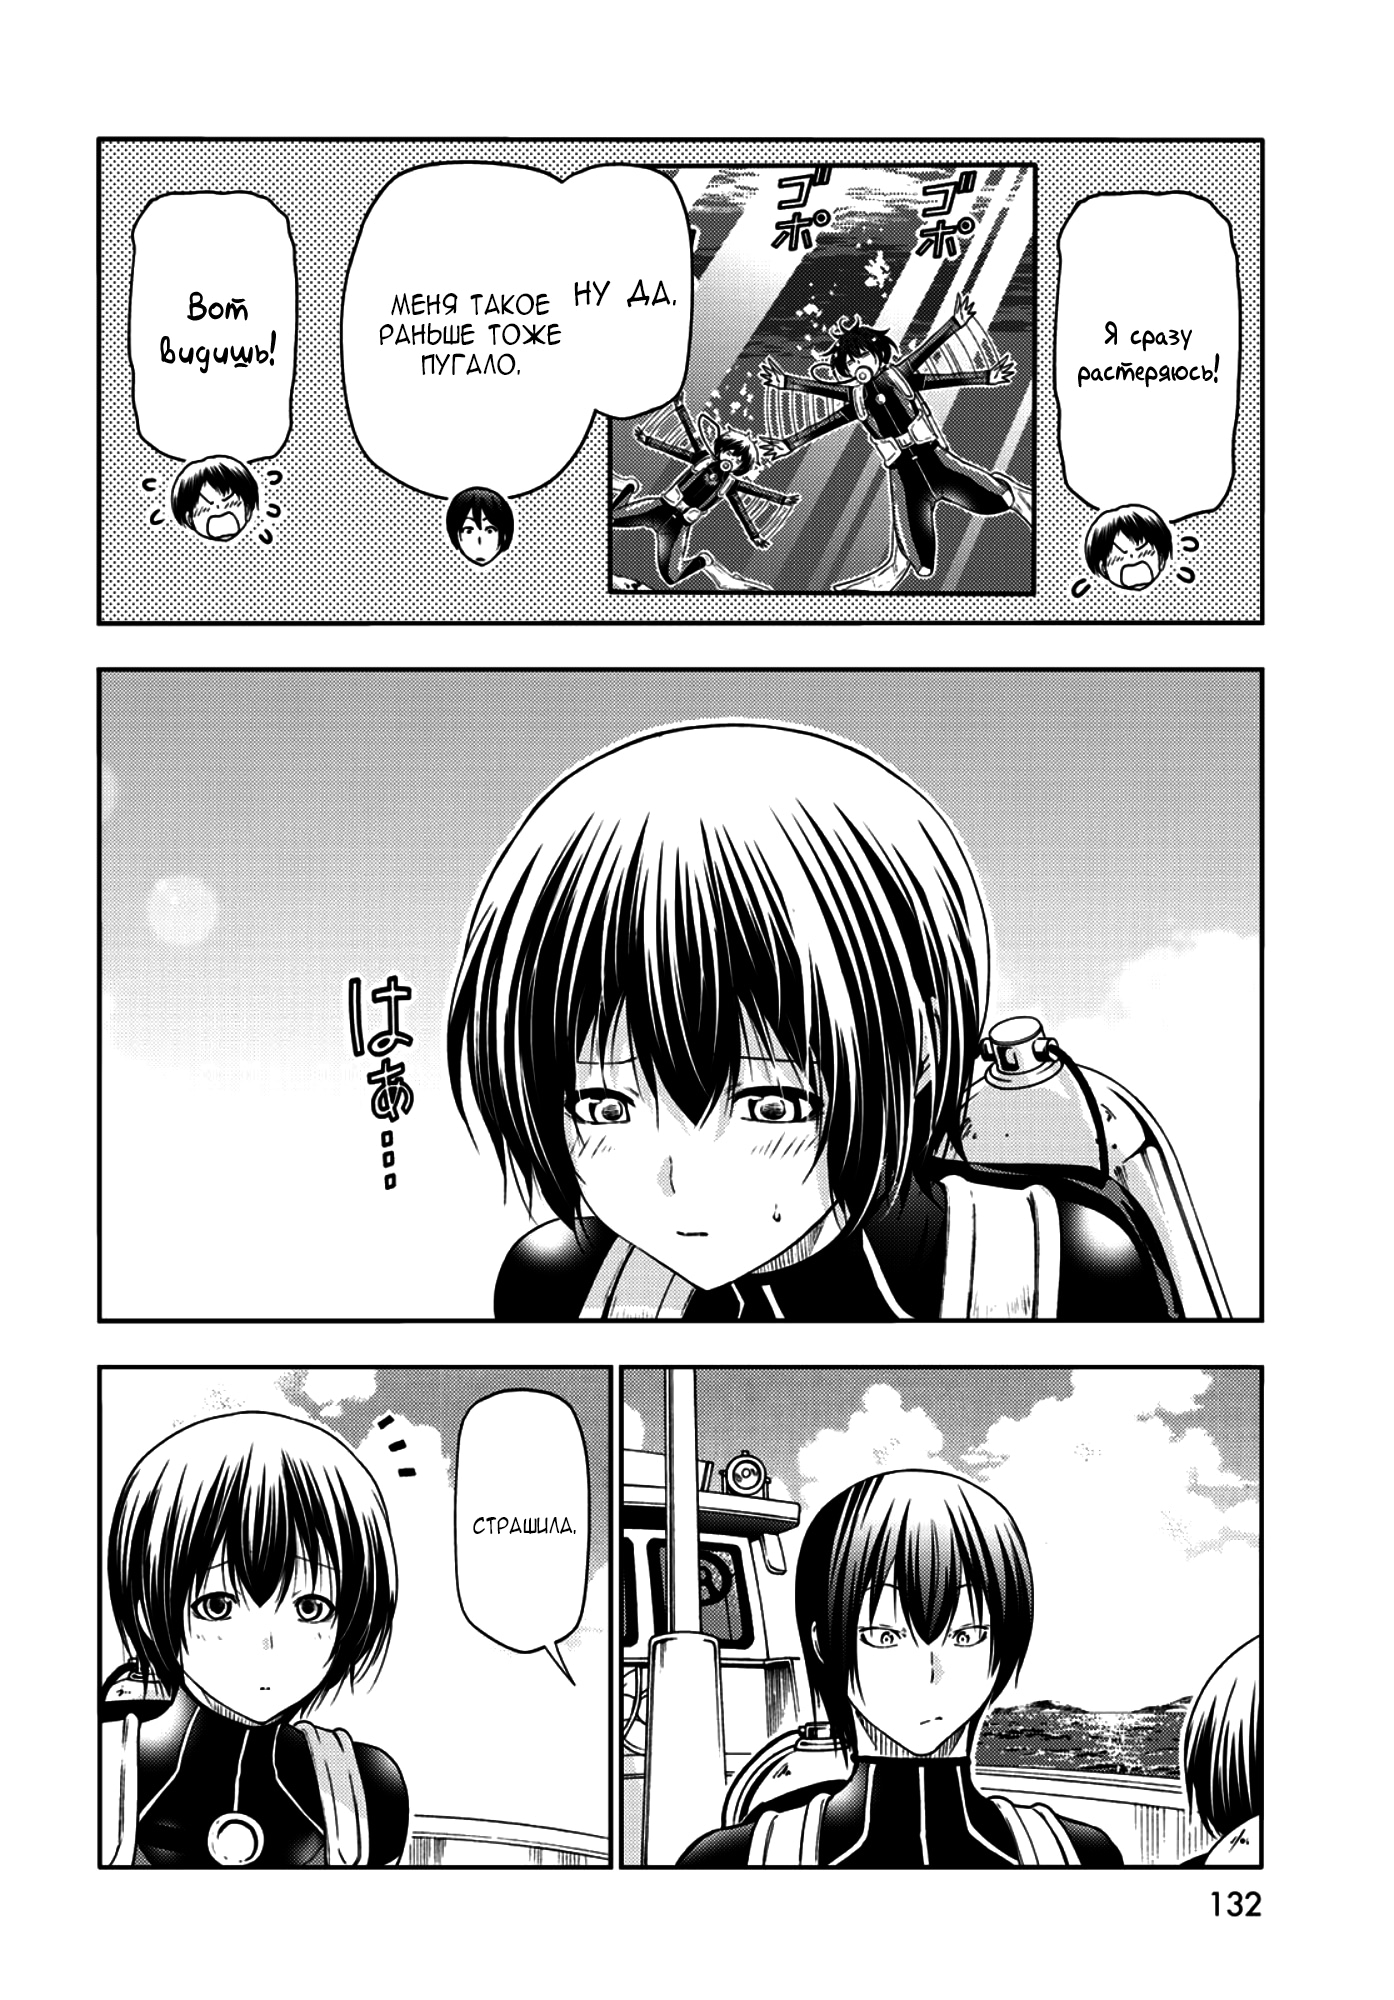 Я сразу
растеряюсь!
ゴポ
ゴポ
НУ ДА.
МЕНЯ ТАКОЕ
РАНЬШЕ ТОЖЕ
ПУГАЛО.
Вот
видишь!
はぁ…
СТРАШИЛА.
132